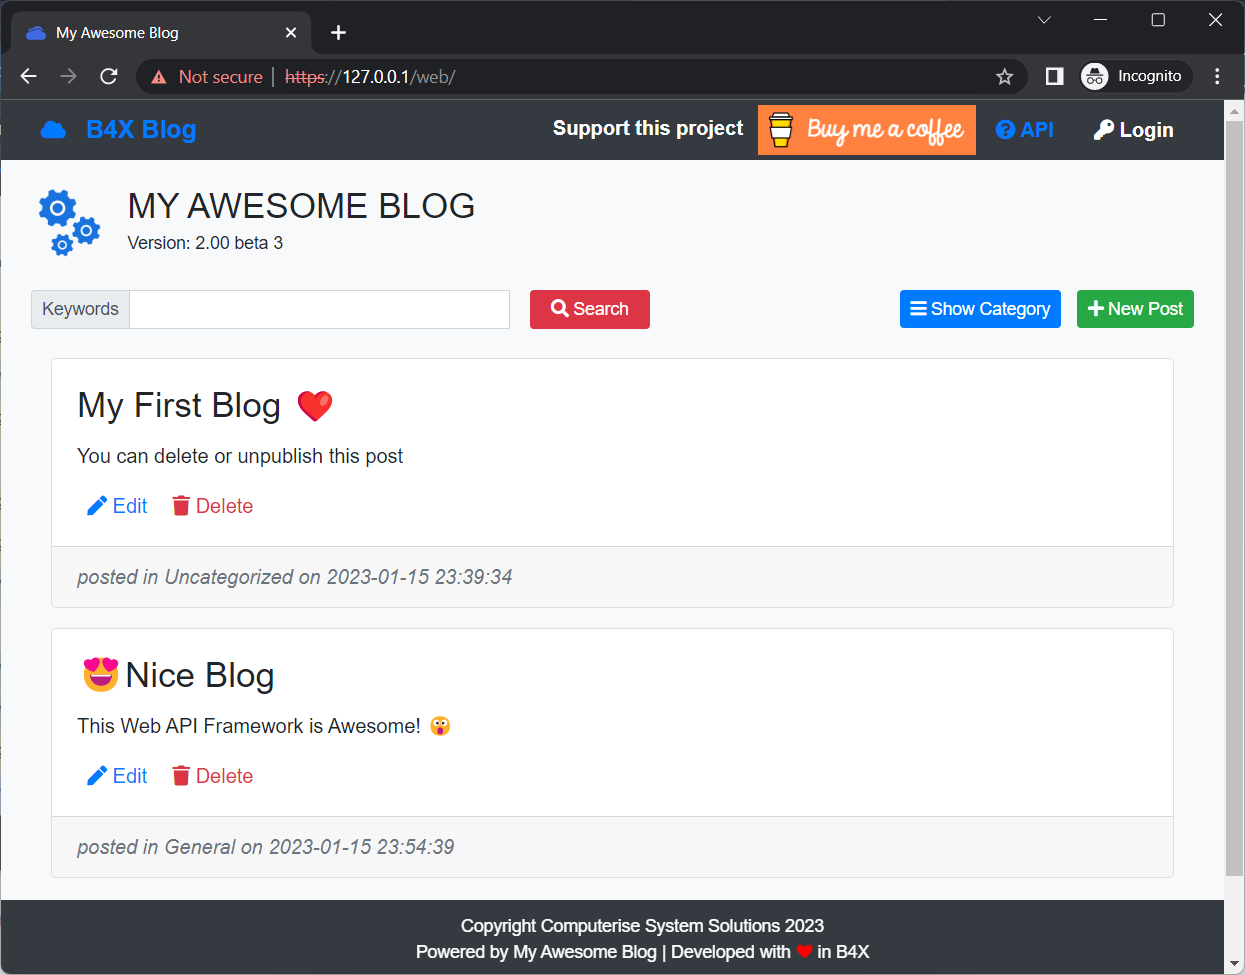 My Awesome Blog
Not secure | https://127.0.0.1/web/
Incognito
B4X Blog
Support this project
Buy me a coffee
API
Login
MY AWESOME BLOG
Version: 2.00 beta 3
Keywords
Search
Show Category
New Post
My First Blog ❤️
You can delete or unpublish this post
Edit Delete
posted in Uncategorized on 2023-01-15 23:39:34
😍Nice Blog
This Web API Framework is Awesome! 😲
Edit Delete
posted in General on 2023-01-15 23:54:39
Copyright Computerise System Solutions 2023
Powered by My Awesome Blog | Developed with ❤ in B4X